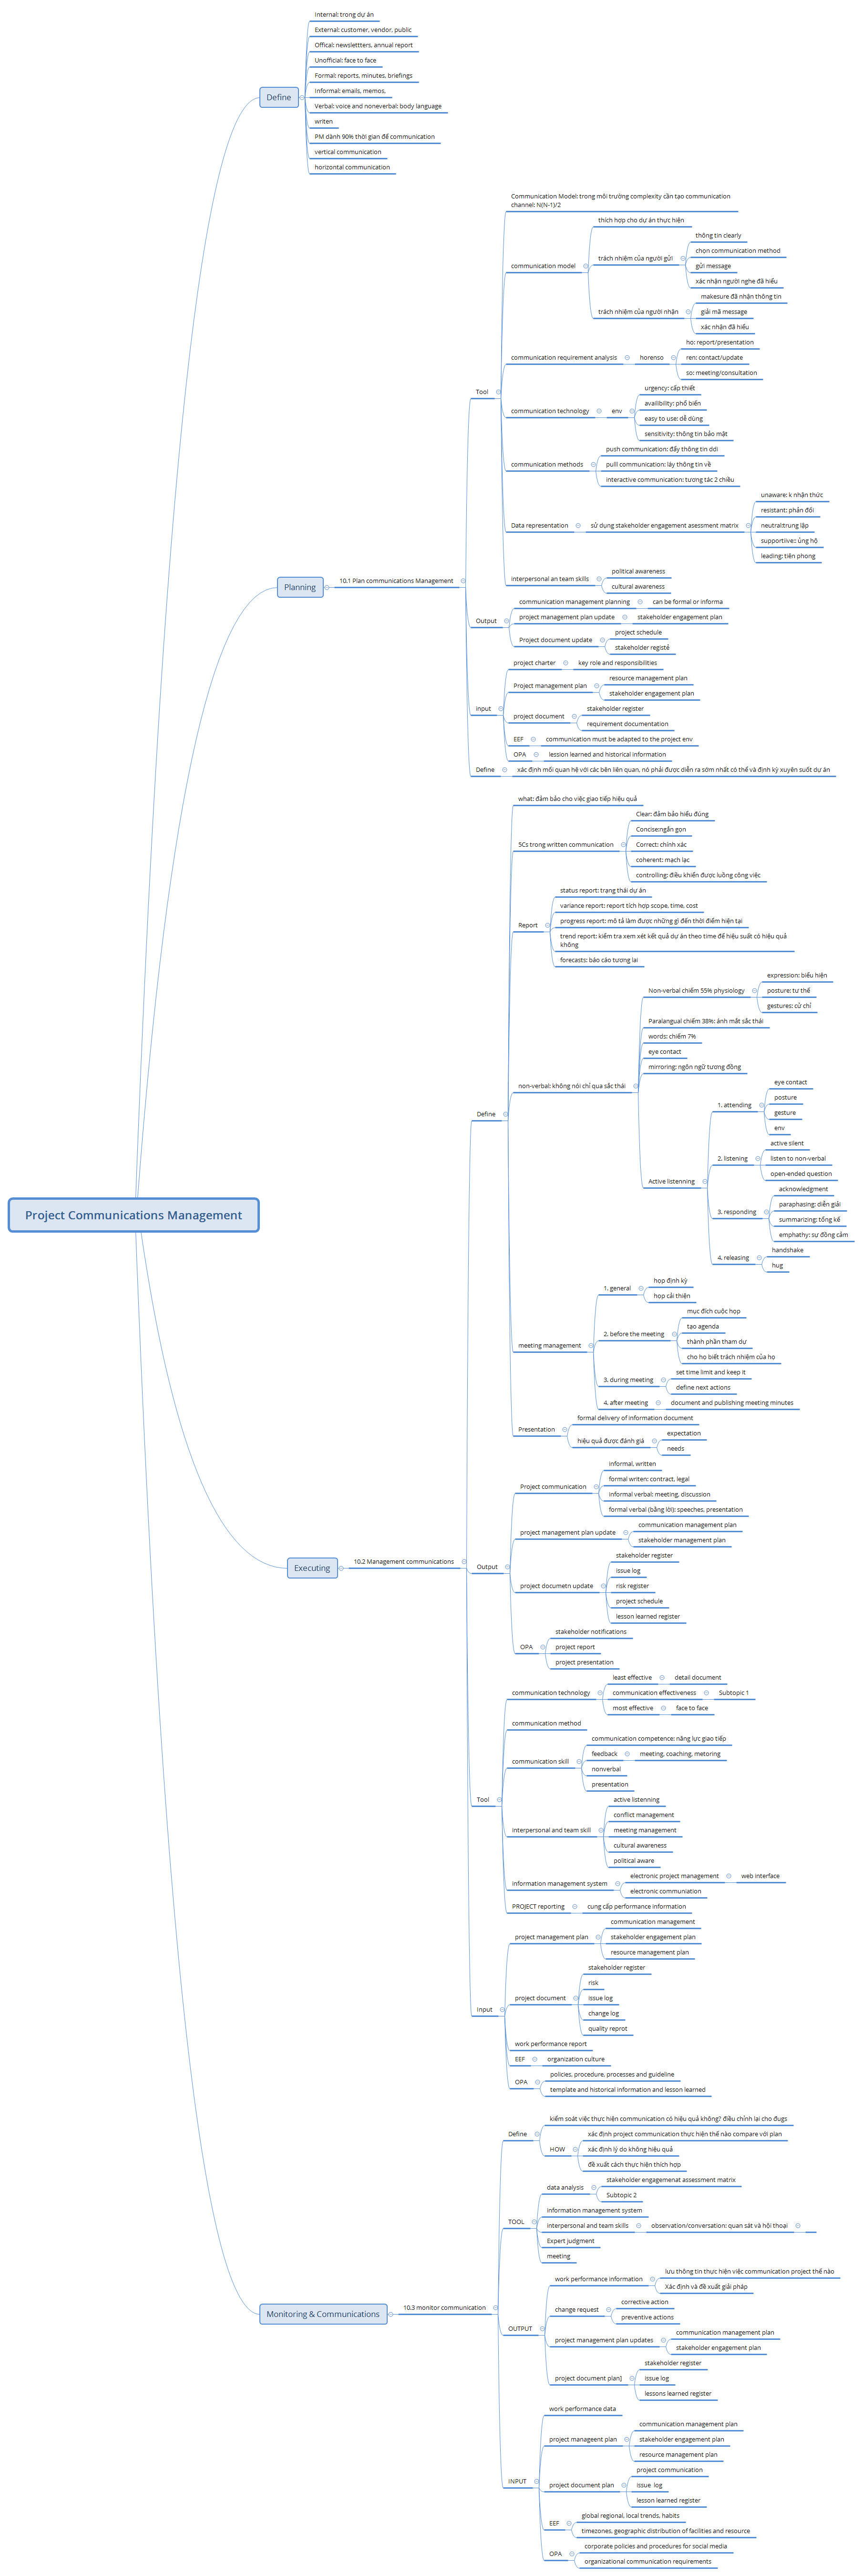 Project Communications Management
Define
Internal: trong dự án
External: customer, vendor, public
Offical: newslettters, annual report
Unofficial: face to face
Formal: reports, minutes, briefings
Informal: emails, memos,
Verbal: voice and noneverbal: body language
writen
PM dành 90% thời gian để communication
vertical communication
horizontal communication
Planning
10.1 Plan communications Management
Tool
Communication Model: trong môi trường complexity cần tạo communication
channel: N(N-1)/2
communication model
thích hợp cho dự án thực hiện
trách nhiệm của người gửi
thông tin clearly
chọn communication method
gửi message
xác nhận người nghe đã hiểu
trách nhiệm của người nhận
makesure đã nhận thông tin
giải mã message
xác nhận đã hiểu
communication requirement analysis
horenso
ho: report/presentation
ren: contact/update
so: meeting/consultation
communication technology
env
urgency: cấp thiết
availibility: phổ biến
easy to use: dễ dùng
sensitivity: thông tin bảo mật
communication methods
push communication: đẩy thông tin ddi
pull communication: lấy thông tin về
interactive communication: tương tác 2 chiều
Data representation
sử dụng stakeholder engagement asessment matrix
unaware: k nhận thức
resistant: phản đối
neutral:trung lập
supportiive:: ủng hộ
leading: tiên phong
interpersonal an team skills
political awareness
cultural awareness
Output
communication management planning
can be formal or informa
project management plan update
stakeholder engagement plan
Project document update
project schedule
stakeholder registẻ
input
project charter
key role and responsibilities
Project management plan
resource management plan
stakeholder engagement plan
project document
stakeholder register
requirement documentation
EEF
communication must be adapted to the project env
OPA
lession learned and historical information
Define
xác định mối quan hệ với các bên liên quan, nó phải được diễn ra sớm nhất có thể và định kỳ xuyên suốt dự án
Executing
10.2 Management communications
Define
what: đảm bảo cho việc giao tiếp hiệu quả
5Cs trong written communication
Clear: đảm bảo hiểu đúng
Concise:ngắn gọn
Correct: chính xác
coherent: mạch lạc
controlling: điều khiển được luồng công việc
Report
status report: trạng thái dự án
variance report: report tích hợp scope, time, cost
progress report: mô tả làm được những gì đến thời điểm hiện tại
trend report: kiểm tra xem xét kết quả dự án theo time để hiệu suất có hiệu quả
không
forecasts: báo cáo tương lai
non-verbal: không nói chỉ qua sắc thái
Non-verbal chiếm 55% physiology
expression: biểu hiện
posture: tư thế
gestures: cử chỉ
Paralangual chiếm 38%: ánh mắt sắc thái
words: chiếm 7%
eye contact
mirroring: ngôn ngữ tương đồng
Active listenning
1. attending
eye contact
posture
gesture
env
2. listening
active silent
listen to non-verbal
open-ended question
3. responding
acknowledgment
paraphasing: diễn giải
summarizing: tổng kế
emphathy: sự đồng cảm
4. releasing
handshake
hug
meeting management
1. general
họp định kỳ
họp cải thiện
2. before the meeting
mục đích cuộc họp
tạo agenda
thành phần tham dự
cho họ biết trách nhiệm của họ
3. during meeting
set time limit and keep it
define next actions
4. after meeting
document and publishing meeting minutes
Presentation
formal delivery of information document
hiệu quả được đánh giá
expectation
needs
Output
Project communication
informal, written
formal writen: contract, legal
informal verbal: meeting, discussion
formal verbal (bằng lời): speeches, presentation
project management plan update
communication management plan
stakeholder management plan
project documetn update
stakeholder register
issue log
risk register
project schedule
lesson learned register
OPA
stakeholder notifications
project report
project presentation
Tool
communication technology
least effective
detail document
communication effectiveness
Subtopic 1
most effective
face to face
communication method
communication skill
communication competence: năng lực giao tiếp
feedback
meeting, coaching, metoring
nonverbal
presentation
interpersonal and team skill
active listenning
conflict management
meeting management
cultural awareness
political aware
information management system
electronic project management
web interface
electronic communiation
PROJECT reporting
cung cấp performance information
Input
project management plan
communication management
stakeholder engagement plan
resource management plan
project document
stakeholder register
risk
issue log
change log
quality reprot
work performance report
EEF
organization culture
OPA
policies, procedure, processes and guideline
template and historical information and lesson learned
Monitoring & Communications
10.3 monitor communication
Define
kiểm soát việc thực hiện communication có hiệu quả không? điều chỉnh lại cho đugs
HOW
xác định project communication thực hiện thế nào compare với plan
xác định lý do không hiệu quả
đề xuất cách thực hiện thích hợp
TOOL
data analysis
stakeholder engagemenat assessment matrix
Subtopic 2
information management system
interpersonal and team skills
observation/conversation: quan sát và hội thoại
Expert judgment
meeting
OUTPUT
work performance information
lưu thông tin thực hiện việc communication project thế nào
Xác định và đề xuất giải pháp
change request
corrective action
preventive actions
project management plan updates
communication management plan
stakeholder engagement plan
project document plan]
stakeholder register
issue log
lessons learned register
INPUT
work performance data
project manageent plan
communication management plan
stakeholder engagement plan
resource management plan
project document plan
project communication
issue log
lesson learned register
EEF
global regional, local trends, habits
timezones, geographic distribution of facilities and resource
OPA
corporate policies and procedures for social media
organizational communication requirements